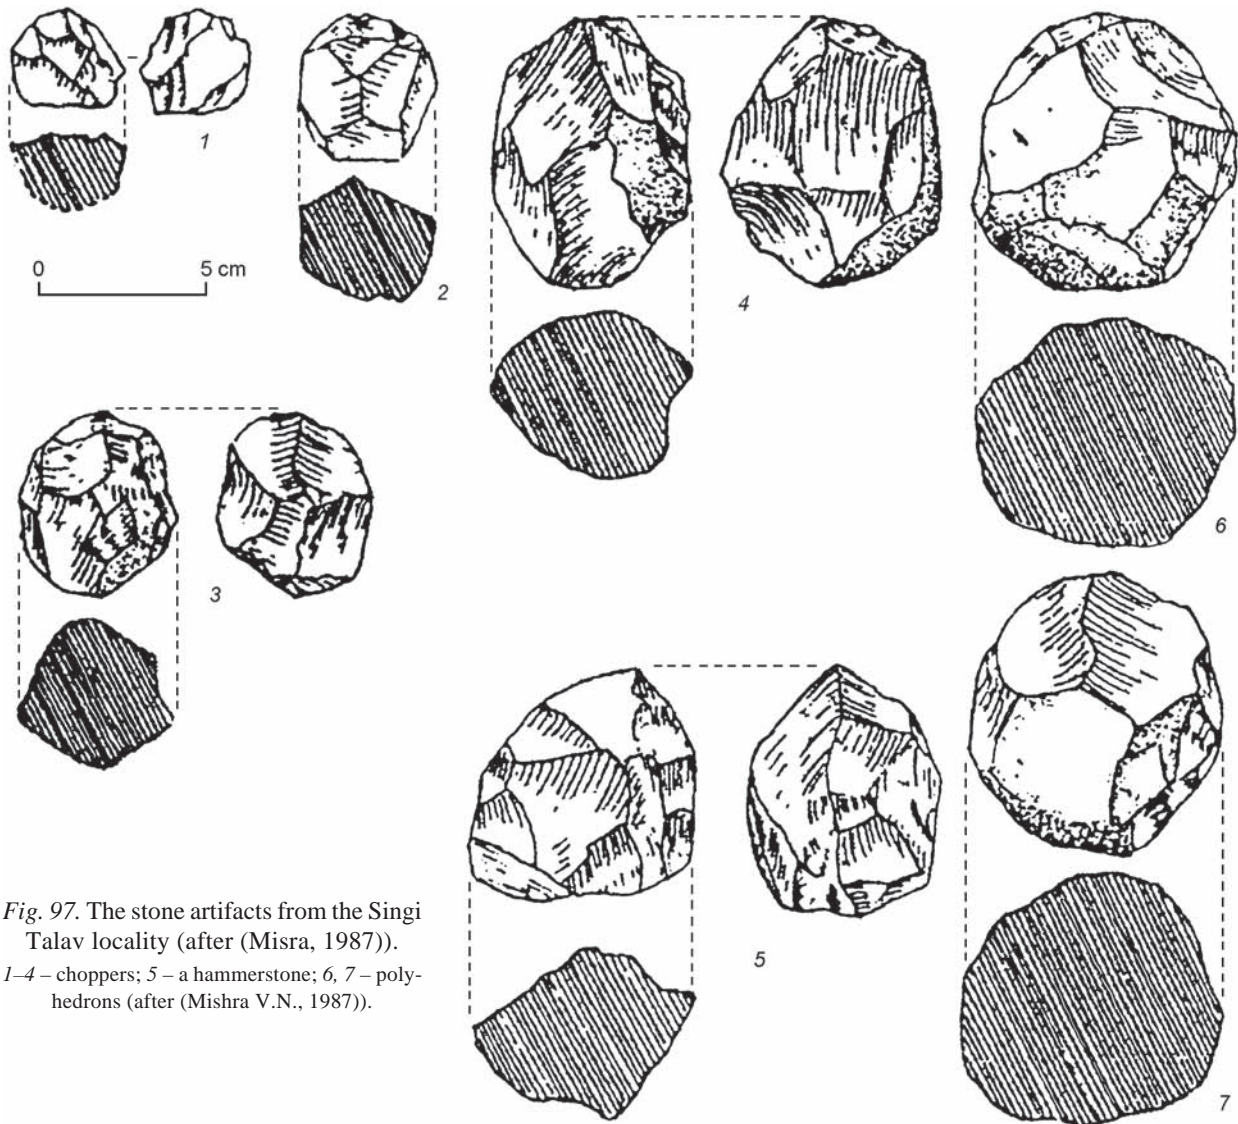 1
2
0 5 cm
3
4
5
6
7
Fig. 97. The stone artifacts from the Singi
Talav locality (after (Misra, 1987)).
1–4 – choppers; 5 – a hammerstone; 6, 7 – poly-
hedrons (after (Mishra V.N., 1987)).